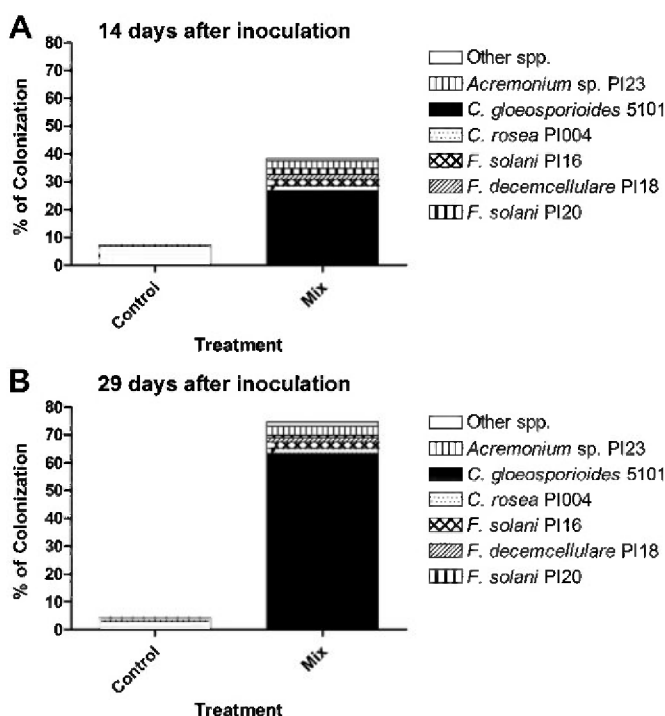 A
14 days after inoculation
% of Colonization
80
70
60
50
40
30
20
10
0
Control
Mix
Treatment
Other spp.
Acremonium sp. PI23
C. gloeosporioides 5101
C. rosea PI004
F. solani PI16
F. decemcellulare PI18
F. solani PI20
B
29 days after inoculation
% of Colonization
80
70
60
50
40
30
20
10
0
Control
Mix
Treatment
Other spp.
Acremonium sp. PI23
C. gloeosporioides 5101
C. rosea PI004
F. solani PI16
F. decemcellulare PI18
F. solani PI20